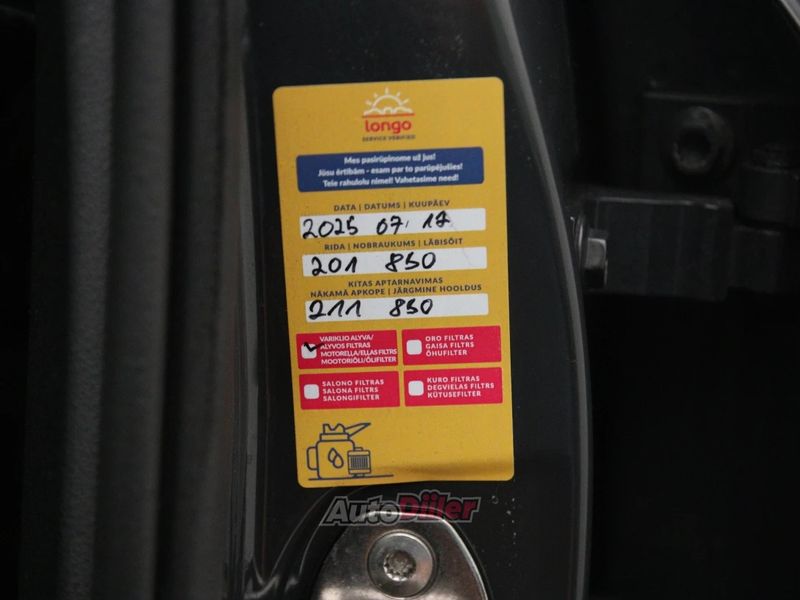 longo
SERVICE VERIFIED
Mes pasirūpinome už jus!
Jūsu ērtībām - esam par to parūpējušies!
Teie rahulolu nimel! Vahetasime need!
DATA | DATUMS | KUUPÄEV
2025 07. 17
RIDA | NOBRAUKUMS | LÄBISÕIT
201 850
KITAS APTARNAVIMAS
NĀKAMĀ APKOPE | JÄRGMINE HOOLDUS
211 850
VARIKLIO ALYVA/
ALYVOS FILTRAS
MOTOREĻĻA/EĻĻAS FILTRS
MOOTORIÕLI/ÕLIFILTER
ORO FILTRAS
GAISA FILTRS
ÕHUFILTER
SALONO FILTRAS
SALONA FILTRS
SALONGIFILTER
KURO FILTRAS
DEGVIELAS FILTRS
KÜTUSEFILTER
AutoDiiler